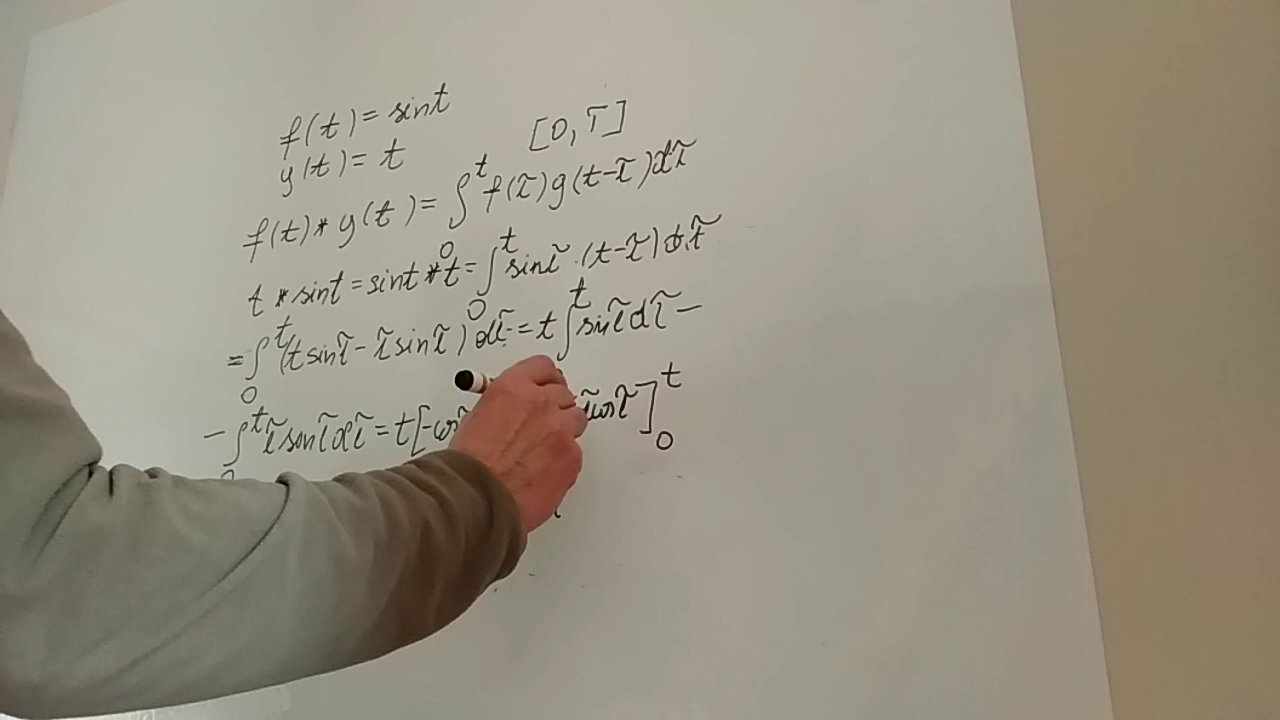 f(t) = sint
g(t) = t [0, T]
f(t) * g(t) = ∫₀ᵗ f(τ̃)g(t-τ̃)dτ̃
t * sint = sint * t = ∫₀ᵗ sinτ̃ · (t-τ̃)dτ̃
= ∫₀ᵗ (t sinτ̃ - τ̃ sinτ̃) dτ̃ = t ∫ᵗ sinτ̃ dτ̃ -
- ∫₀ᵗ τ̃ sinτ̃ dτ̃ = t[-cos τ̃cosτ̃]₀ᵗ